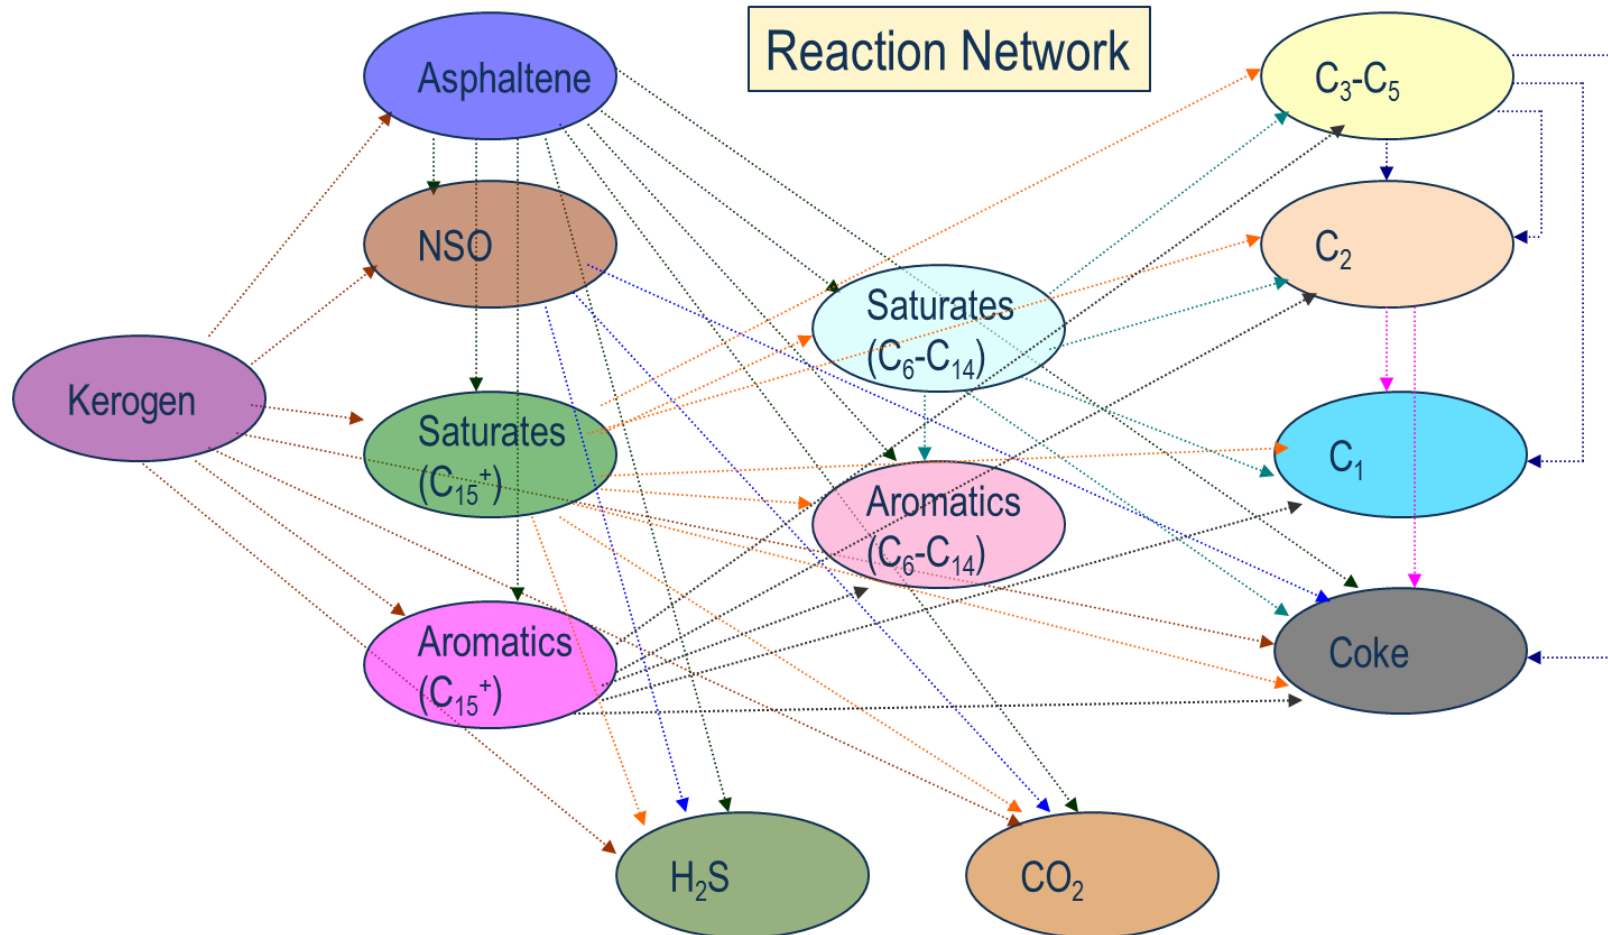 Reaction Network
Asphaltene
C₃-C₅
NSO
C₂
Saturates
(C₆-C₁₄)
Kerogen
Saturates
(C₁₅⁺)
C₁
Aromatics
(C₆-C₁₄)
Aromatics
(C₁₅⁺)
Coke
H₂S
CO₂